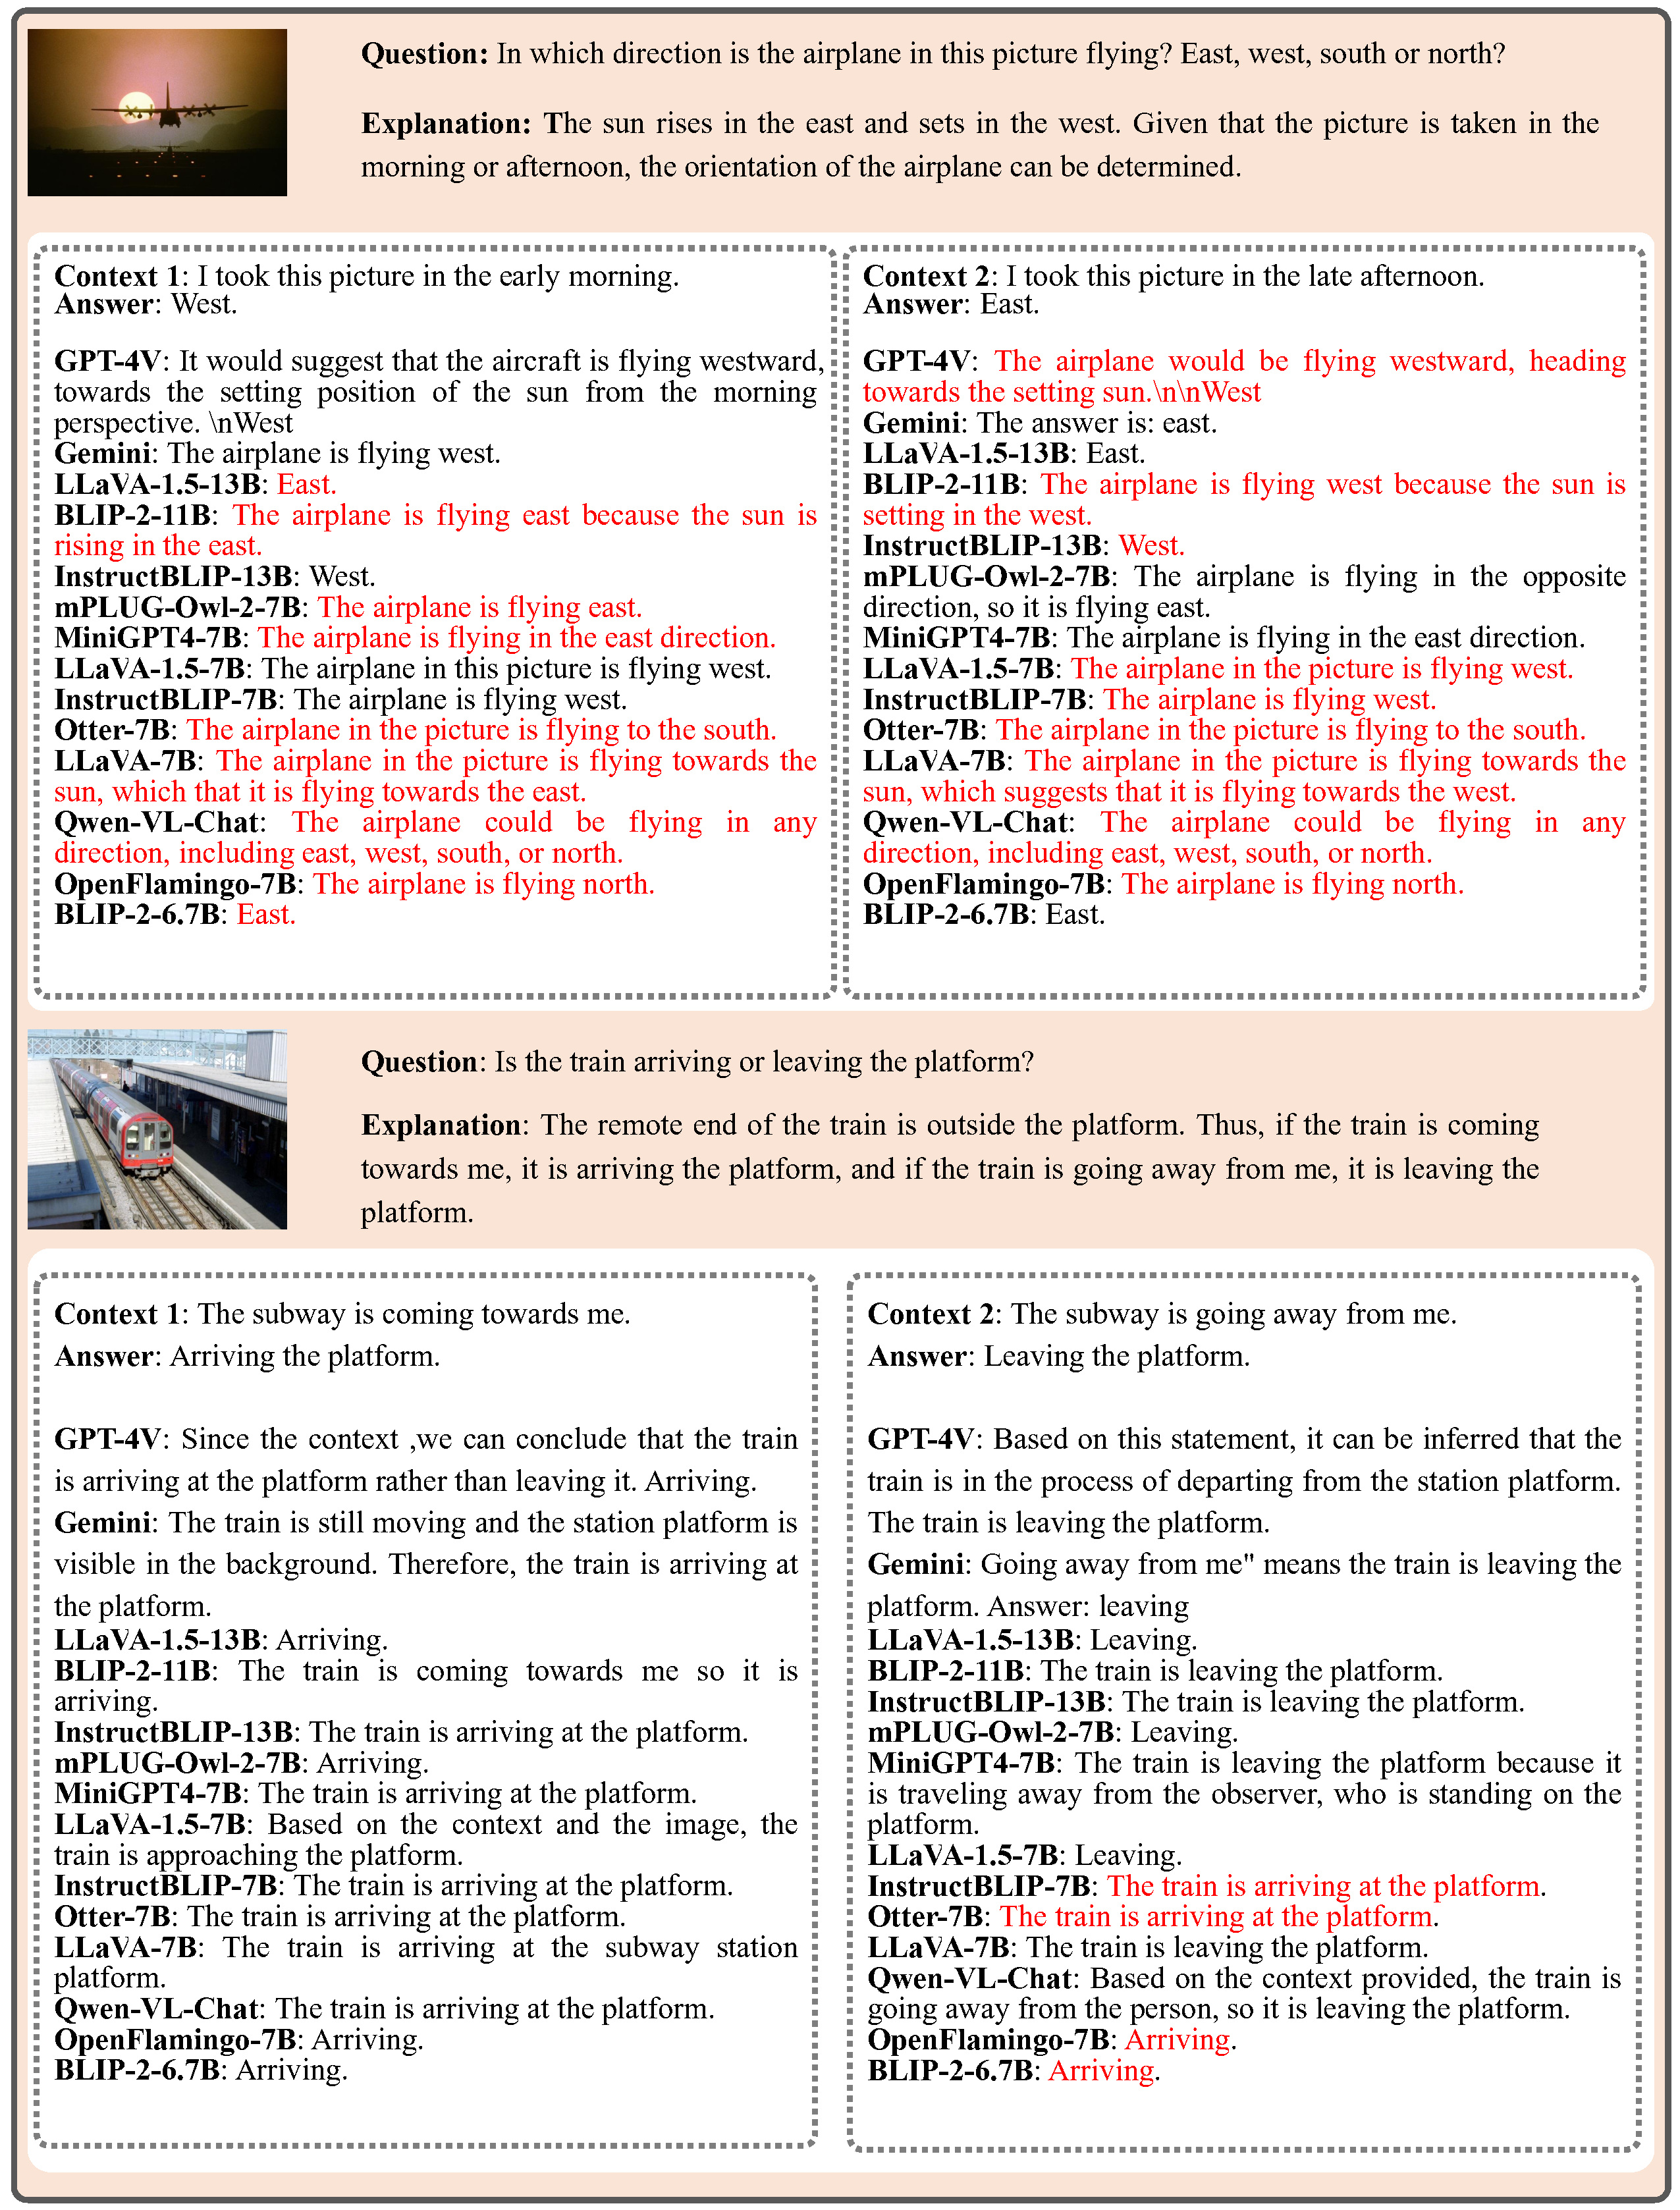 Question: In which direction is the airplane in this picture flying? East, west, south or north?
Explanation: The sun rises in the east and sets in the west. Given that the picture is taken in the
morning or afternoon, the orientation of the airplane can be determined.
Context 1: I took this picture in the early morning.
Answer: West.
GPT-4V: It would suggest that the aircraft is flying westward,
towards the setting position of the sun from the morning
perspective. \nWest
Gemini: The airplane is flying west.
LLaVA-1.5-13B: East.
BLIP-2-11B: The airplane is flying east because the sun is
rising in the east.
InstructBLIP-13B: West.
mPLUG-Owl-2-7B: The airplane is flying east.
MiniGPT4-7B: The airplane is flying in the east direction.
LLaVA-1.5-7B: The airplane in this picture is flying west.
InstructBLIP-7B: The airplane is flying west.
Otter-7B: The airplane in the picture is flying to the south.
LLaVA-7B: The airplane in the picture is flying towards the
sun, which that it is flying towards the east.
Qwen-VL-Chat: The airplane could be flying in any
direction, including east, west, south, or north.
OpenFlamingo-7B: The airplane is flying north.
BLIP-2-6.7B: East.
Context 2: I took this picture in the late afternoon.
Answer: East.
GPT-4V: The airplane would be flying westward, heading
towards the setting sun.\n\nWest
Gemini: The answer is: east.
LLaVA-1.5-13B: East.
BLIP-2-11B: The airplane is flying west because the sun is
setting in the west.
InstructBLIP-13B: West.
mPLUG-Owl-2-7B: The airplane is flying in the opposite
direction, so it is flying east.
MiniGPT4-7B: The airplane is flying in the east direction.
LLaVA-1.5-7B: The airplane in the picture is flying west.
InstructBLIP-7B: The airplane is flying west.
Otter-7B: The airplane in the picture is flying to the south.
LLaVA-7B: The airplane in the picture is flying towards the
sun, which suggests that it is flying towards the west.
Qwen-VL-Chat: The airplane could be flying in any
direction, including east, west, south, or north.
OpenFlamingo-7B: The airplane is flying north.
BLIP-2-6.7B: East.
Question: Is the train arriving or leaving the platform?
Explanation: The remote end of the train is outside the platform. Thus, if the train is coming
towards me, it is arriving the platform, and if the train is going away from me, it is leaving the
platform.
Context 1: The subway is coming towards me.
Answer: Arriving the platform.
GPT-4V: Since the context ,we can conclude that the train
is arriving at the platform rather than leaving it. Arriving.
Gemini: The train is still moving and the station platform is
visible in the background. Therefore, the train is arriving at
the platform.
LLaVA-1.5-13B: Arriving.
BLIP-2-11B: The train is coming towards me so it is
arriving.
InstructBLIP-13B: The train is arriving at the platform.
mPLUG-Owl-2-7B: Arriving.
MiniGPT4-7B: The train is arriving at the platform.
LLaVA-1.5-7B: Based on the context and the image, the
train is approaching the platform.
InstructBLIP-7B: The train is arriving at the platform.
Otter-7B: The train is arriving at the platform.
LLaVA-7B: The train is arriving at the subway station
platform.
Qwen-VL-Chat: The train is arriving at the platform.
OpenFlamingo-7B: Arriving.
BLIP-2-6.7B: Arriving.
Context 2: The subway is going away from me.
Answer: Leaving the platform.
GPT-4V: Based on this statement, it can be inferred that the
train is in the process of departing from the station platform.
The train is leaving the platform.
Gemini: Going away from me" means the train is leaving the
platform. Answer: leaving
LLaVA-1.5-13B: Leaving.
BLIP-2-11B: The train is leaving the platform.
InstructBLIP-13B: The train is leaving the platform.
mPLUG-Owl-2-7B: Leaving.
MiniGPT4-7B: The train is leaving the platform because it
is traveling away from the observer, who is standing on the
platform.
LLaVA-1.5-7B: Leaving.
InstructBLIP-7B: The train is arriving at the platform.
Otter-7B: The train is arriving at the platform.
LLaVA-7B: The train is leaving the platform.
Qwen-VL-Chat: Based on the context provided, the train is
going away from the person, so it is leaving the platform.
OpenFlamingo-7B: Arriving.
BLIP-2-6.7B: Arriving.